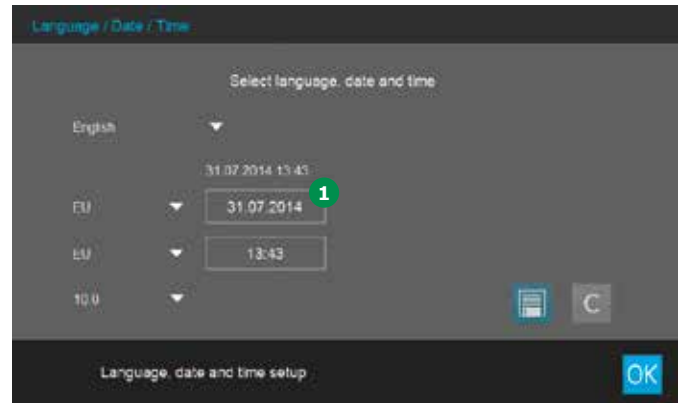 Language / Date / Time
Select language, date and time
English
31.07.2014 13:43
1
EU 31.07.2014
EU 13:43
10.0
C
Language, date and time setup
OK